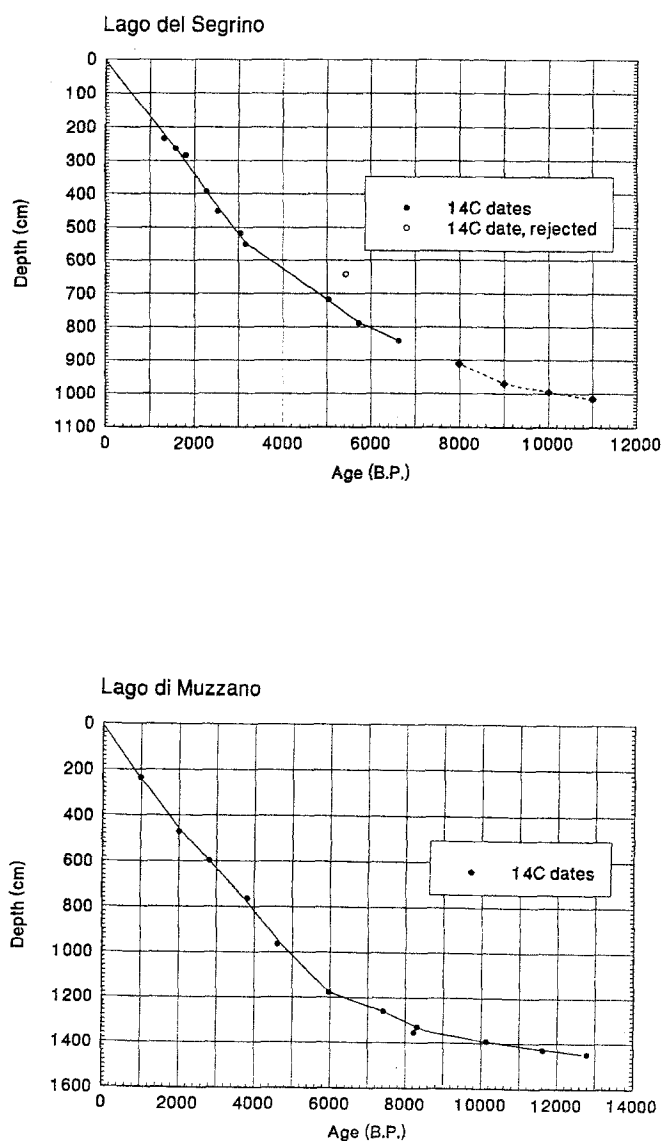 Lago del Segrino
0
100
200
300
400
500
600
700
800
900
1000
1100
Depth (cm)
14C dates
14C date, rejected
0 2000 4000 6000 8000 10000 12000
Age (B.P.)
Lago di Muzzano
0
200
400
600
800
1000
1200
1400
1600
Depth (cm)
14C dates
0 2000 4000 6000 8000 10000 12000 14000
Age (B.P.)